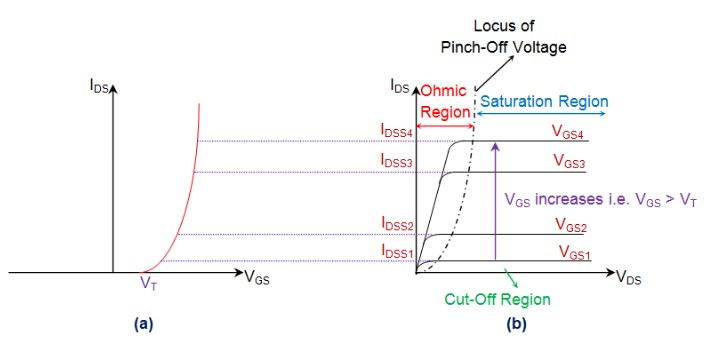 Locus of
Pinch-Off Voltage
IDS
IDS
Ohmic
Region
Saturation Region
IDSS4
VGS4
IDSS3
VGS3
VGS increases i.e. VGS > VT
IDSS2
VGS2
IDSS1
VGS1
VT
VGS
VDS
Cut-Off Region
(a)
(b)